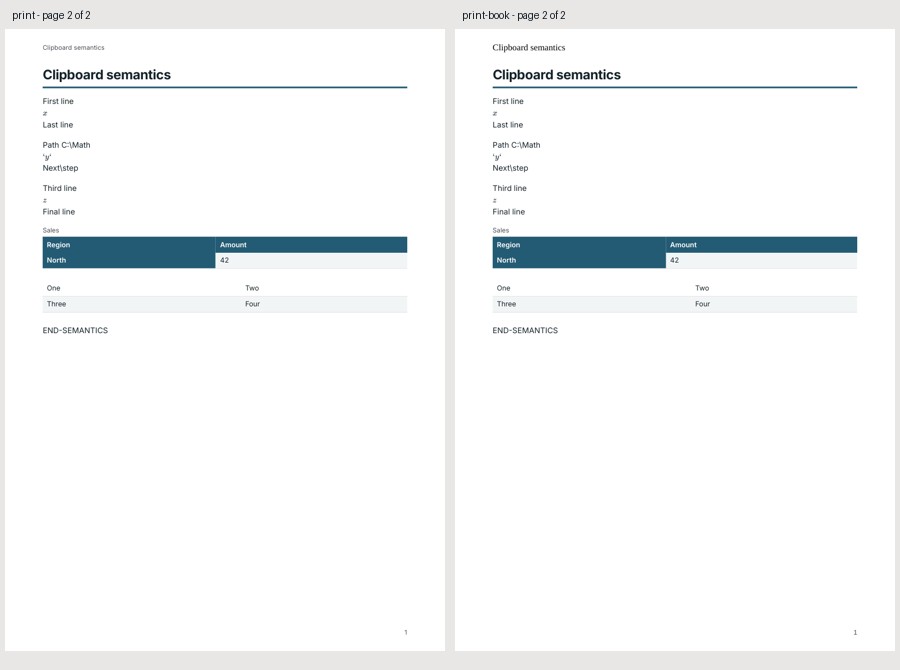 print - page 2 of 2
Clipboard semantics
Clipboard semantics
First line
Last line
Path C:\Math
'y'
Next\step
Third line
Final line
Sales
Region Amount
North 42
One Two
Three Four
END-SEMANTICS
1
print-book - page 2 of 2
Clipboard semantics
Clipboard semantics
First line
Last line
Path C:\Math
'y'
Next\step
Third line
Final line
Sales
Region Amount
North 42
One Two
Three Four
END-SEMANTICS
1